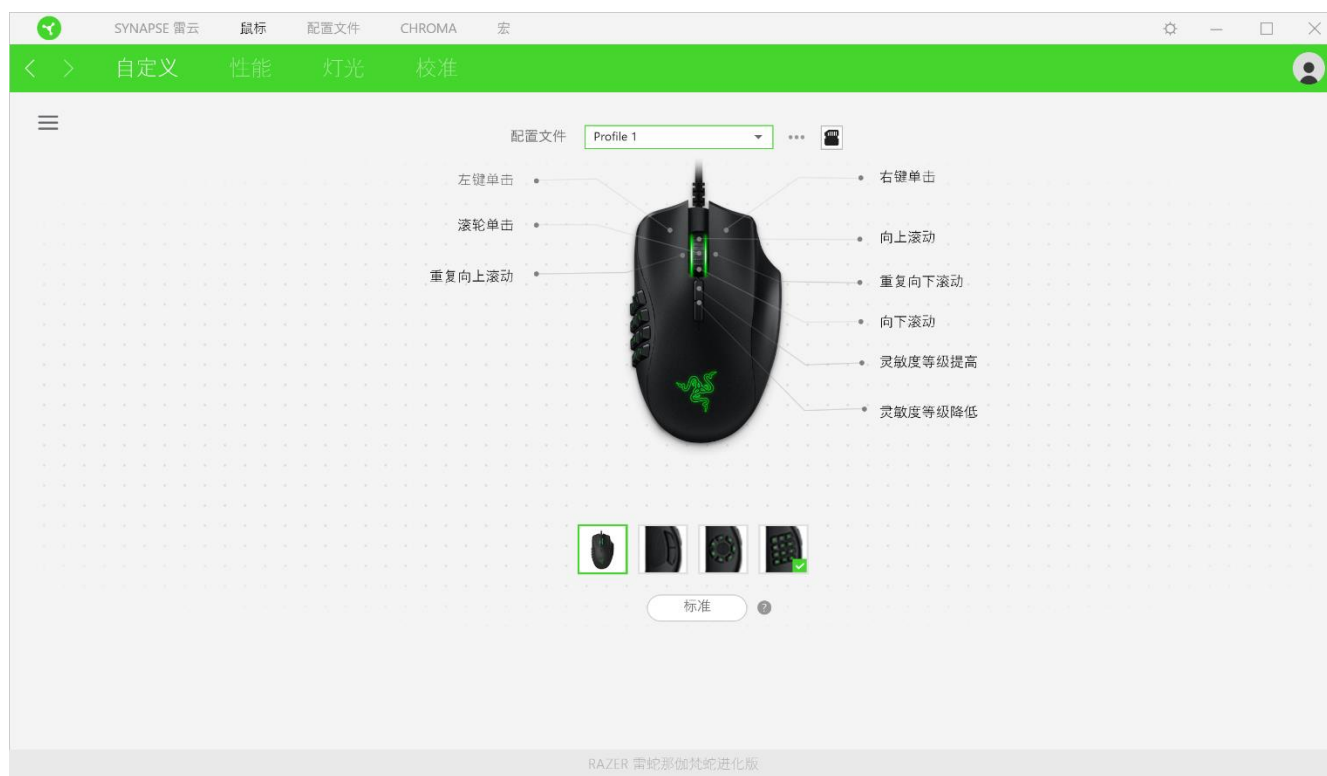 SYNAPSE 雷云 鼠标 配置文件 CHROMA 宏
自定义 性能 灯光 校准
配置文件 Profile 1
左键单击 右键单击
滚轮单击 向上滚动
重复向上滚动 重复向下滚动
向下滚动
灵敏度等级提高
灵敏度等级降低
标准 ?
RAZER 雷蛇那伽梵蛇进化版